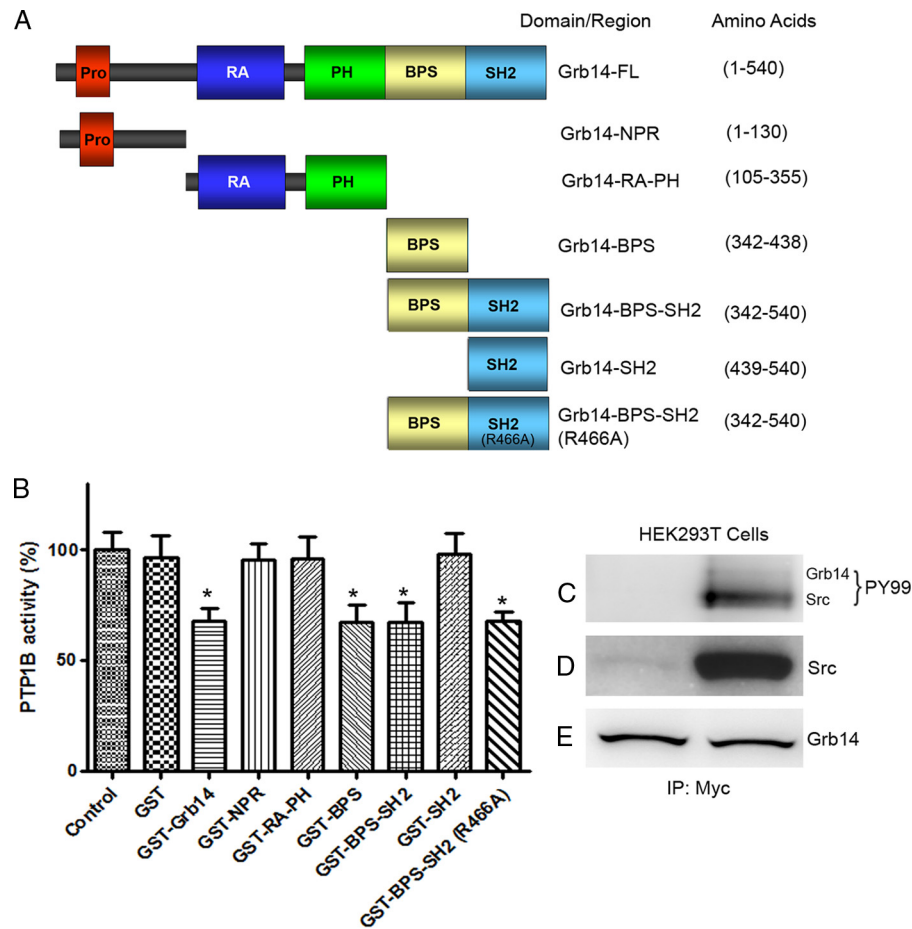 A
Domain/Region Amino Acids
Pro RA PH BPS SH2 Grb14-FL (1-540)
Pro Grb14-NPR (1-130)
RA PH Grb14-RA-PH (105-355)
BPS Grb14-BPS (342-438)
BPS SH2 Grb14-BPS-SH2 (342-540)
SH2 Grb14-SH2 (439-540)
BPS SH2 (R466A) Grb14-BPS-SH2 (342-540)
(R466A)
B
PTP1B activity (%)
100
50
0
* * * *
Control
GST
GST-Grb14
GST-NPR
GST-RA-PH
GST-BPS
GST-BPS-SH2
GST-SH2
GST-BPS-SH2 (R466A)
HEK293T Cells
C
Grb14
Src
} PY99
D Src
E Grb14
IP: Myc